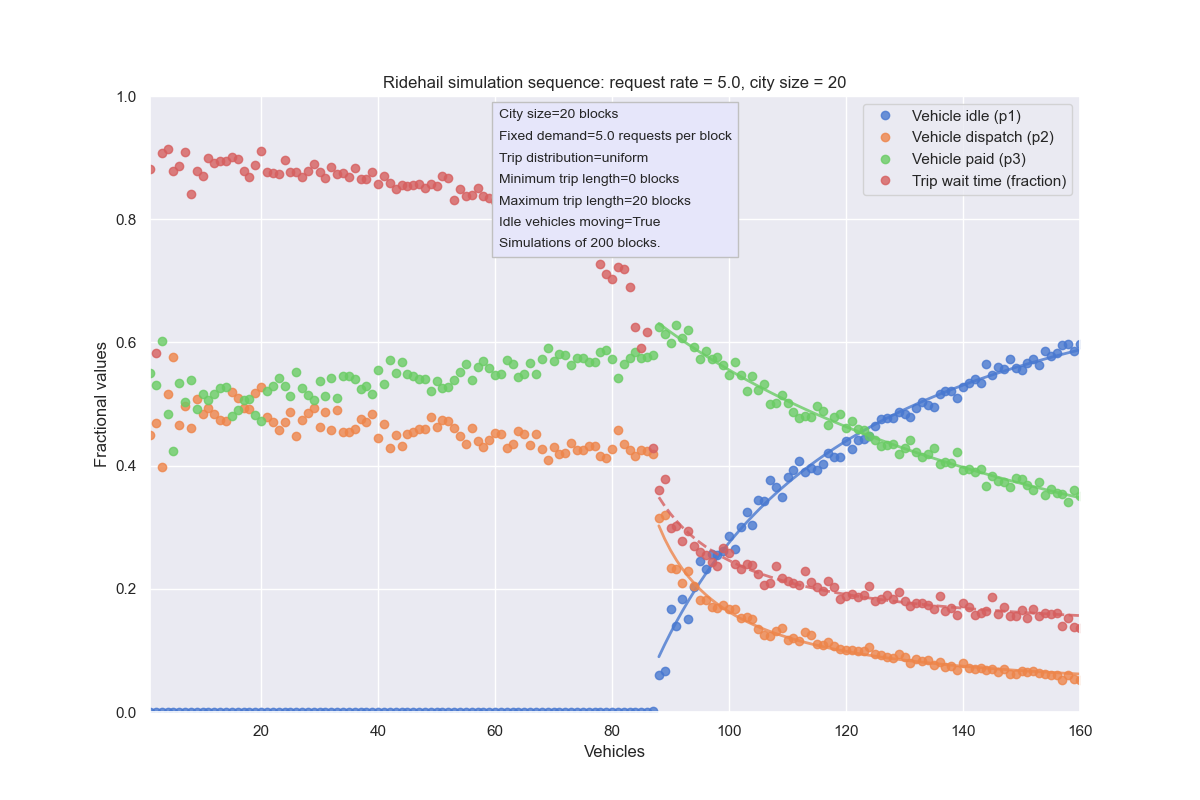 Ridehail simulation sequence: request rate = 5.0, city size = 20
City size=20 blocks
Fixed demand=5.0 requests per block
Trip distribution=uniform
Minimum trip length=0 blocks
Maximum trip length=20 blocks
Idle vehicles moving=True
Simulations of 200 blocks.
Vehicle idle (p1)
Vehicle dispatch (p2)
Vehicle paid (p3)
Trip wait time (fraction)
Fractional values
1.0
0.8
0.6
0.4
0.2
0.0
20 40 60 80 100 120 140 160
Vehicles